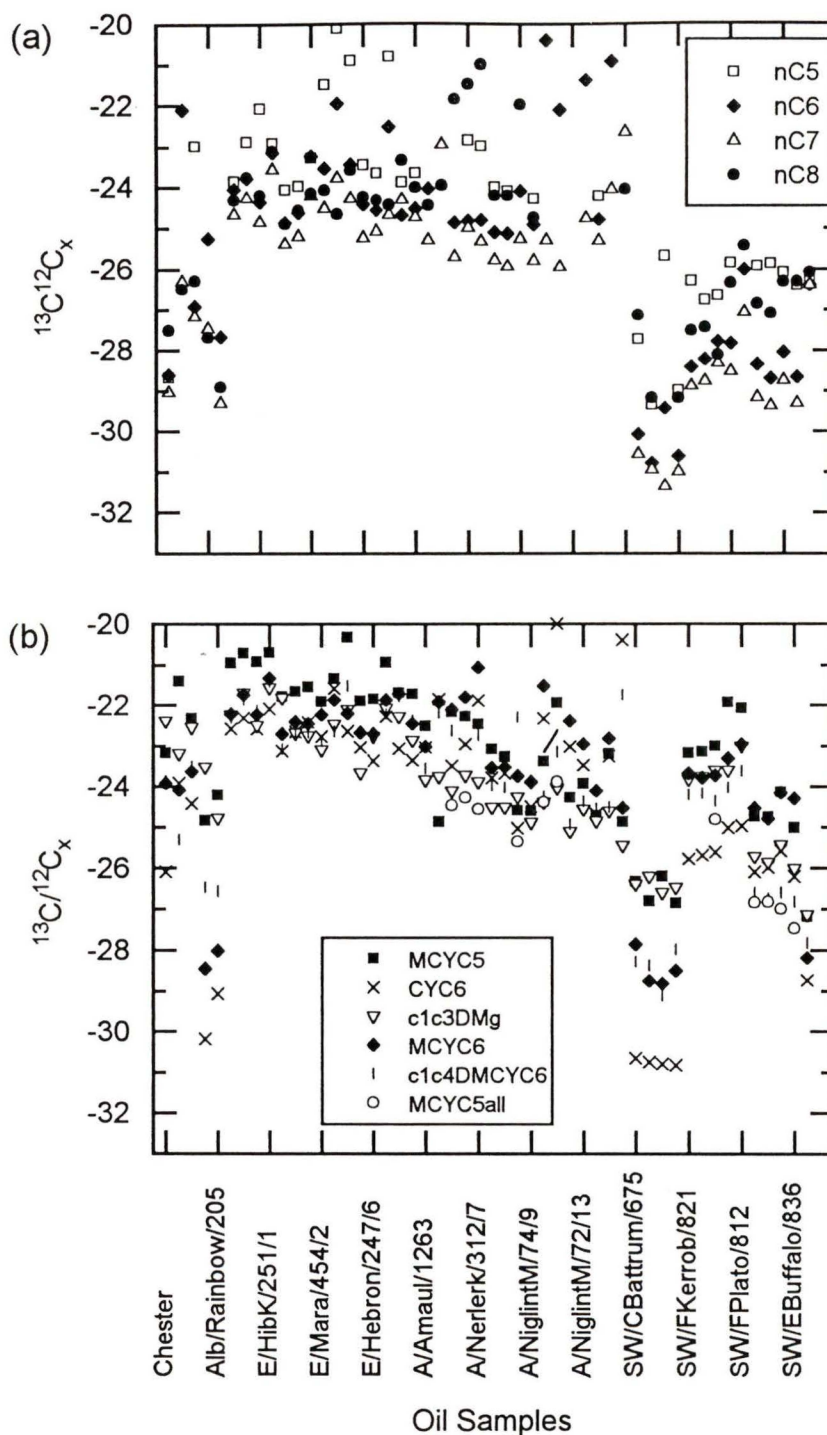 (a)
-20
-22
-24
-26
-28
-30
-32
¹³C¹²Cₓ
nC5
nC6
nC7
nC8
(b)
-20
-22
-24
-26
-28
-30
-32
¹³C/¹²Cₓ
MCYC5
CYC6
c1c3DMg
MCYC6
c1c4DMCYC6
MCYC5all
Chester
Alb/Rainbow/205
E/HibK/251/1
E/Mara/454/2
E/Hebron/247/6
A/Amaul/1263
A/Nerlerk/312/7
A/NiglintM/74/9
A/NiglintM/72/13
SW/CBattrum/675
SW/FKerrob/821
SW/FPlato/812
SW/EBuffalo/836
Oil Samples